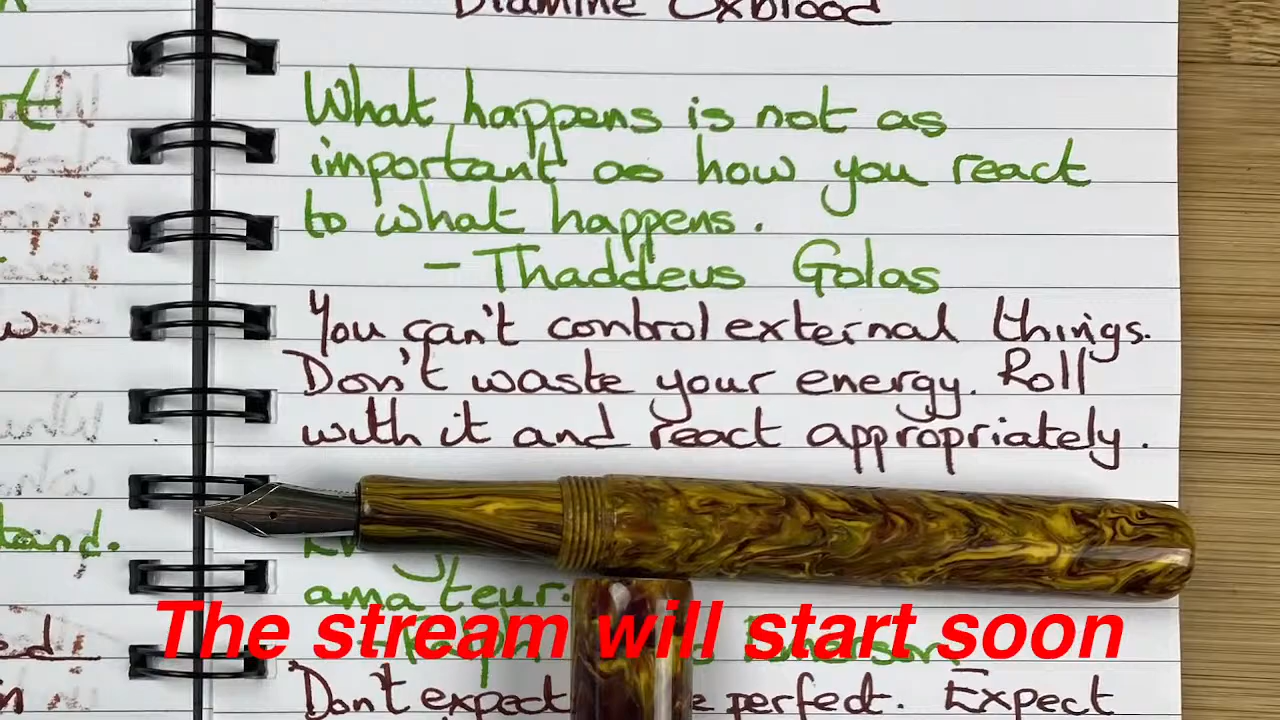 Diamine Oxblood
What happens is not as
important as how you react
to what happens.
- Thaddeus Golas
You can't control external things.
Don't waste your energy. Roll
with it and react appropriately.
amateur.
The stream will start soon
Don't expect perfect. Expect